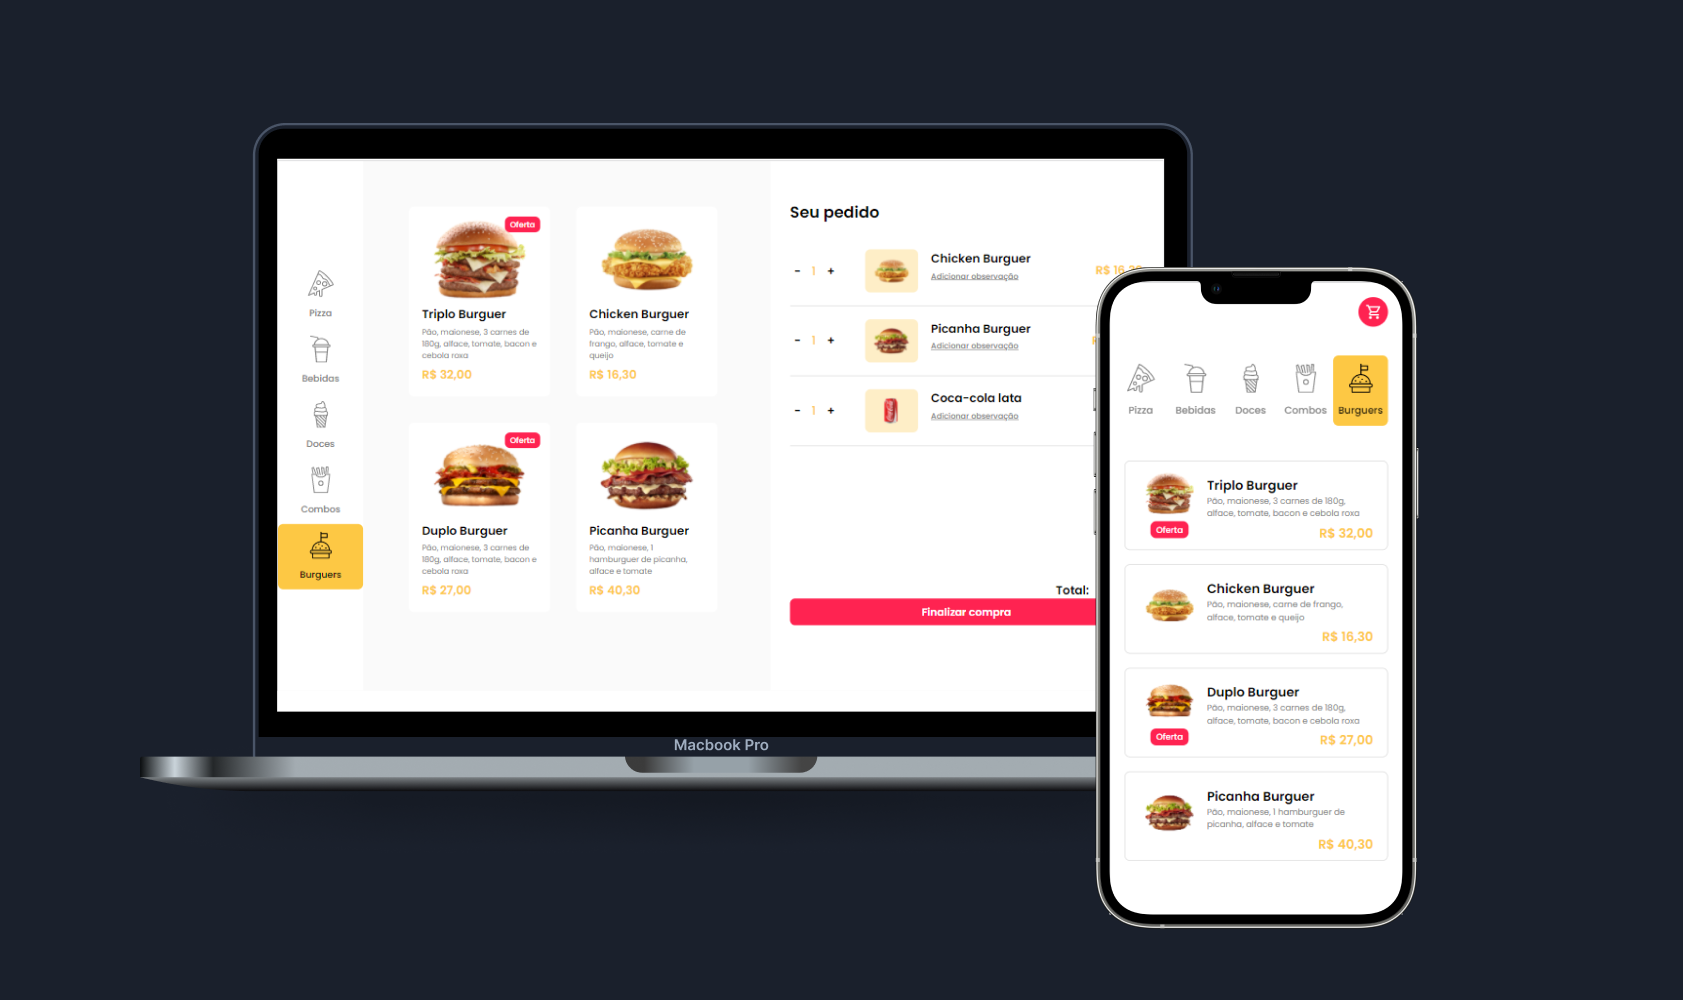 Pizza
Bebidas
Doces
Combos
Burguers
Oferta
Triplo Burguer
Pão, maionese, 3 carnes de
180g, alface, tomate, bacon e
cebola roxa
R$ 32,00
Chicken Burguer
Pão, maionese, carne de
frango, alface, tomate e
queijo
R$ 16,30
Oferta
Duplo Burguer
Pão, maionese, 3 carnes de
180g, alface, tomate, bacon e
cebola roxa
R$ 27,00
Picanha Burguer
Pão, maionese, 1
hamburguer de picanha,
alface e tomate
R$ 40,30
Seu pedido
- 1 +
Chicken Burguer
Adicionar observação
R$ 16,30
- 1 +
Picanha Burguer
Adicionar observação
- 1 +
Coca-cola lata
Adicionar observação
Total:
Finalizar compra
Macbook Pro
Pizza
Bebidas
Doces
Combos
Burguers
Triplo Burguer
Pão, maionese, 3 carnes de 180g,
alface, tomate, bacon e cebola roxa
Oferta
R$ 32,00
Chicken Burguer
Pão, maionese, carne de frango,
alface, tomate e queijo
R$ 16,30
Duplo Burguer
Pão, maionese, 3 carnes de 180g,
alface, tomate, bacon e cebola roxa
Oferta
R$ 27,00
Picanha Burguer
Pão, maionese, 1 hamburguer de
picanha, alface e tomate
R$ 40,30